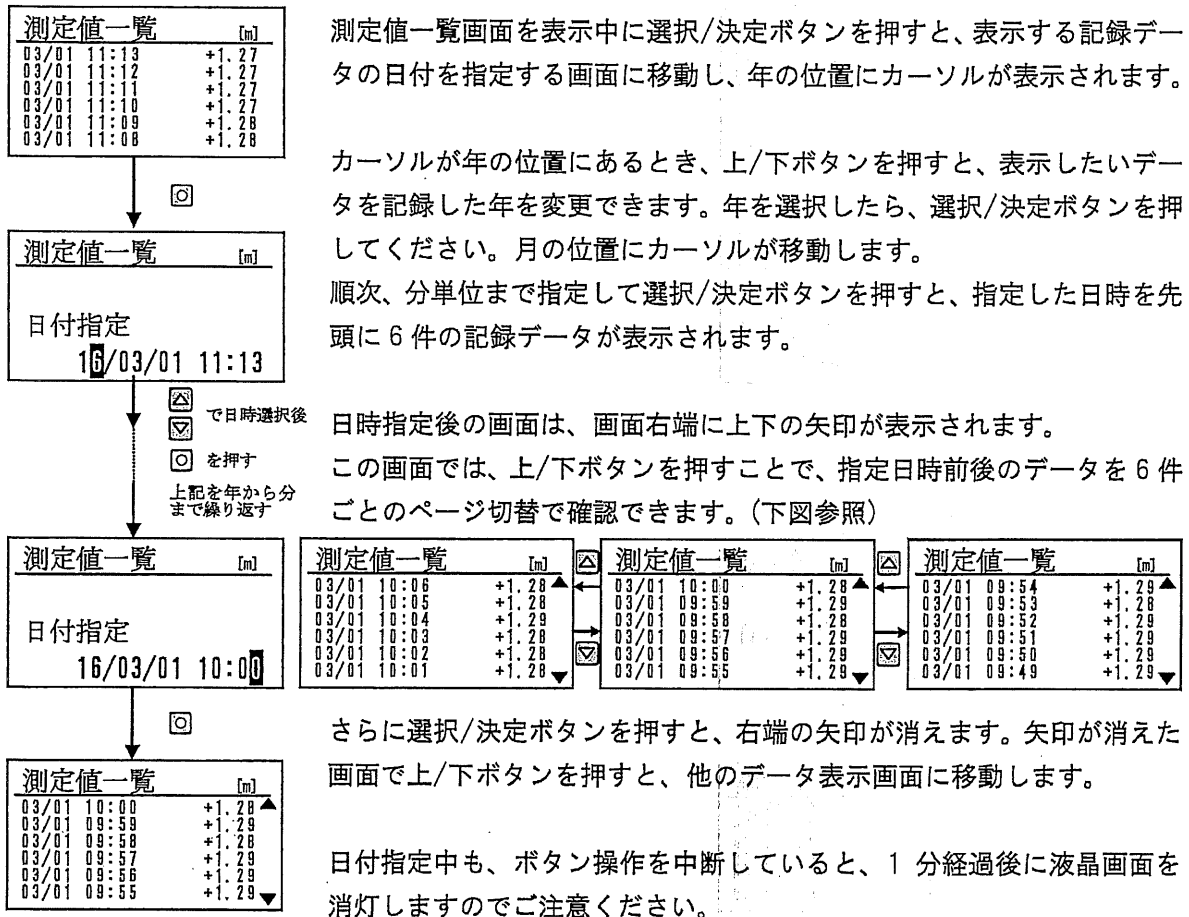 測定値一覧 [m]
03/01 11:13 +1.27
03/01 11:12 +1.27
03/01 11:11 +1.27
03/01 11:10 +1.27
03/01 11:09 +1.28
03/01 11:08 +1.28
測定値一覧画面を表示中に選択/決定ボタンを押すと、表示する記録デー
タの日付を指定する画面に移動し、年の位置にカーソルが表示されます。
カーソルが年の位置にあるとき、上/下ボタンを押すと、表示したいデー
タを記録した年を変更できます。年を選択したら、選択/決定ボタンを押
してください。月の位置にカーソルが移動します。
順次、分単位まで指定して選択/決定ボタンを押すと、指定した日時を先
頭に6件の記録データが表示されます。
測定値一覧 [m]
日付指定
16/03/01 11:13
で日時選択後
を押す
上記を年から分
まで繰り返す
日時指定後の画面は、画面右端に上下の矢印が表示されます。
この画面では、上/下ボタンを押すことで、指定日時前後のデータを6件
ごとのページ切替で確認できます。(下図参照)
測定値一覧 [m]
日付指定
16/03/01 10:00
測定値一覧 [m]
03/01 10:06 +1.28
03/01 10:05 +1.28
03/01 10:04 +1.29
03/01 10:03 +1.28
03/01 10:02 +1.28
03/01 10:01 +1.28
測定値一覧 [m]
03/01 10:00 +1.28
03/01 09:59 +1.29
03/01 09:58 +1.28
03/01 09:57 +1.29
03/01 09:56 +1.29
03/01 09:55 +1.29
測定値一覧 [m]
03/01 09:54 +1.29
03/01 09:53 +1.28
03/01 09:52 +1.29
03/01 09:51 +1.29
03/01 09:50 +1.29
03/01 09:49 +1.29
さらに選択/決定ボタンを押すと、右端の矢印が消えます。矢印が消えた
画面で上/下ボタンを押すと、他のデータ表示画面に移動します。
測定値一覧 [m]
03/01 10:00 +1.28
03/01 09:59 +1.29
03/01 09:58 +1.28
03/01 09:57 +1.29
03/01 09:56 +1.29
03/01 09:55 +1.29
日付指定中も、ボタン操作を中断していると、1 分経過後に液晶画面を
消灯しますのでご注意ください。